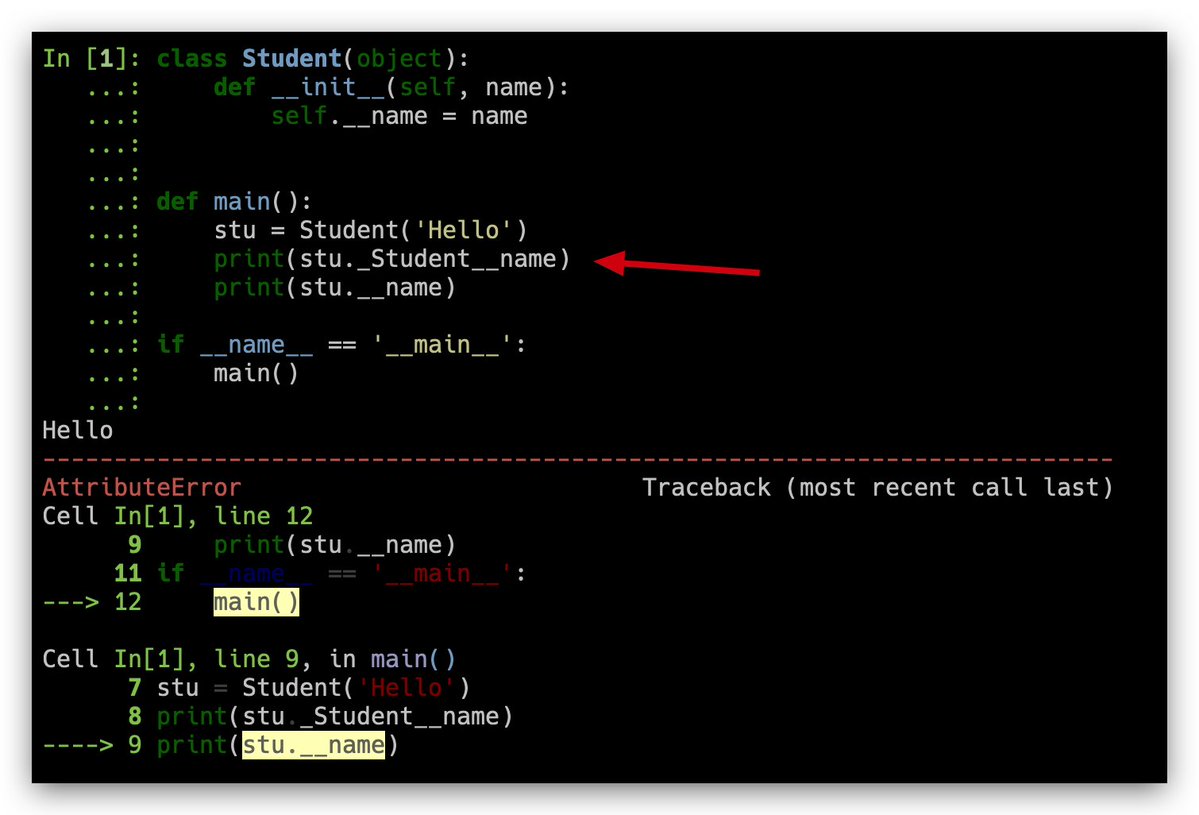 In [1]: class Student(object):
   ...:     def __init__(self, name):
   ...:         self.__name = name
   ...:
   ...:
   ...: def main():
   ...:     stu = Student('Hello')
   ...:     print(stu._Student__name)
   ...:     print(stu.__name)
   ...:
   ...: if __name__ == '__main__':
   ...:     main()
   ...:
Hello
---------------------------------------------------------------------------
AttributeError                            Traceback (most recent call last)
Cell In[1], line 12
      9     print(stu.__name)
     11 if __name__ == '__main__':
---> 12     main()

Cell In[1], line 9, in main()
      7 stu = Student('Hello')
      8 print(stu._Student__name)
----> 9 print(stu.__name)